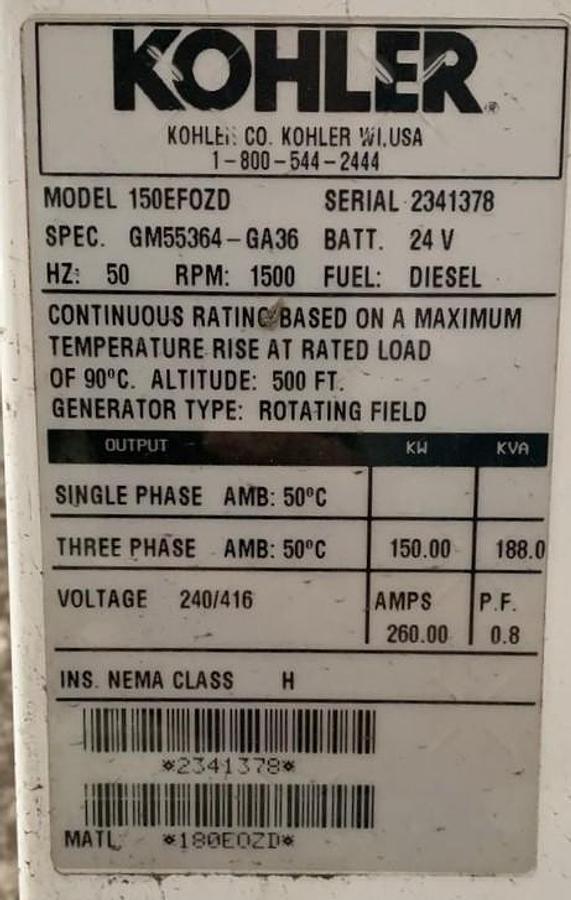 KOHLER®
KOHLER CO. KOHLER WI.USA
1-800-544-2444
MODEL 150EFOZD SERIAL 2341378
SPEC. GM55364-GA36 BATT. 24 V
HZ: 50 RPM: 1500 FUEL: DIESEL
CONTINUOUS RATING BASED ON A MAXIMUM
TEMPERATURE RISE AT RATED LOAD
OF 90°C. ALTITUDE: 500 FT.
GENERATOR TYPE: ROTATING FIELD
OUTPUT KW KVA
SINGLE PHASE AMB: 50°C
THREE PHASE AMB: 50°C 150.00 188.0
VOLTAGE 240/416 AMPS P.F.
260.00 0.8
INS. NEMA CLASS H
*2341378*
MATL *180EOZD*